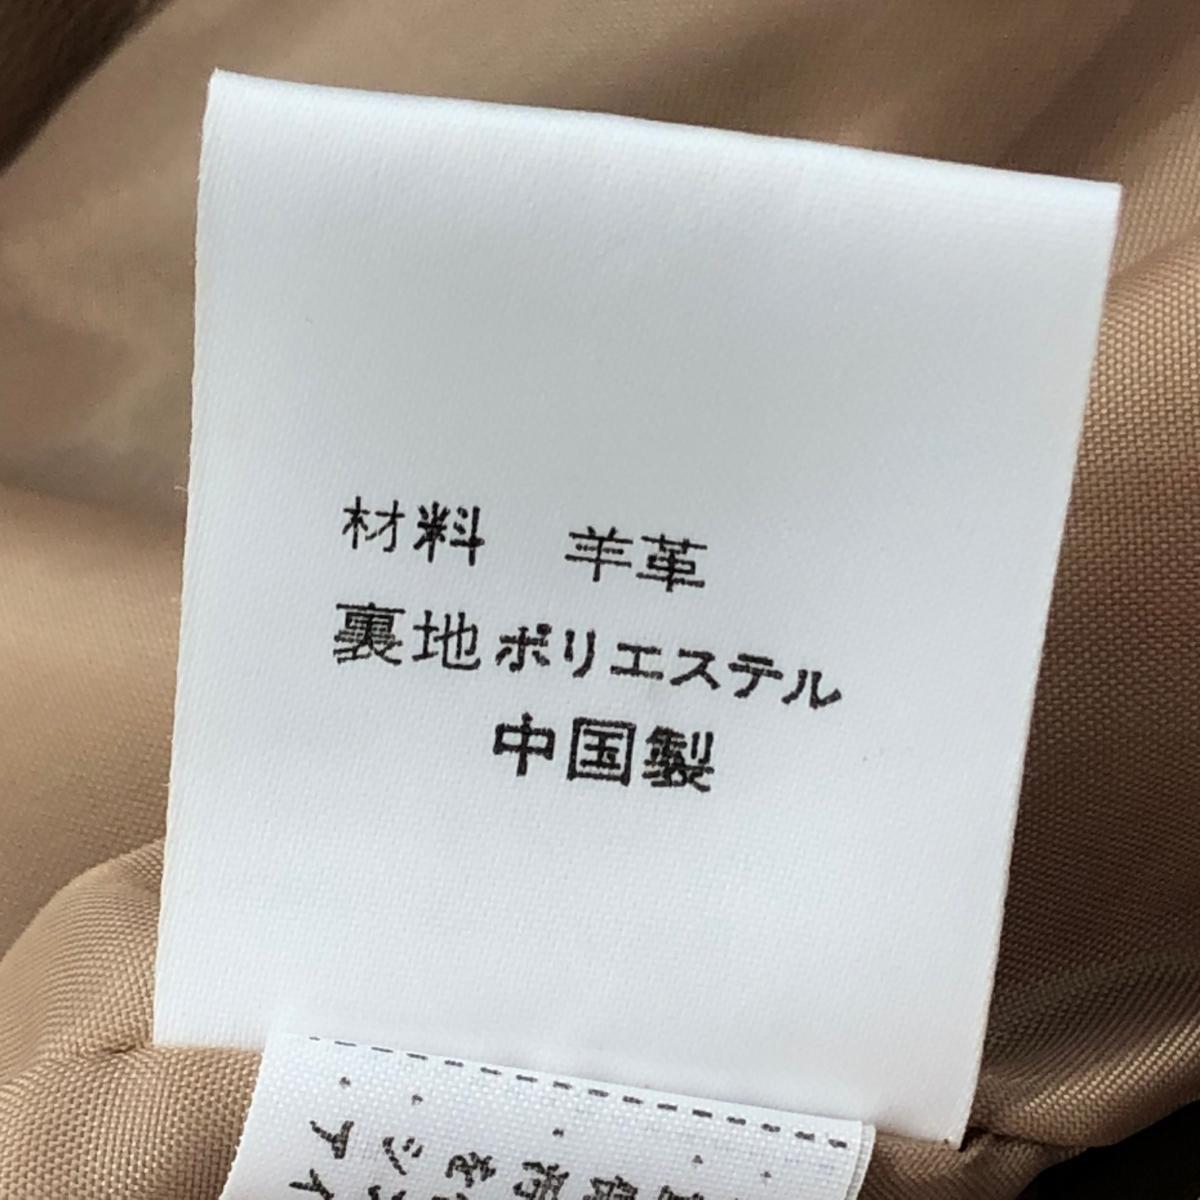 材料 羊革
裏地ポリエステル
中国製